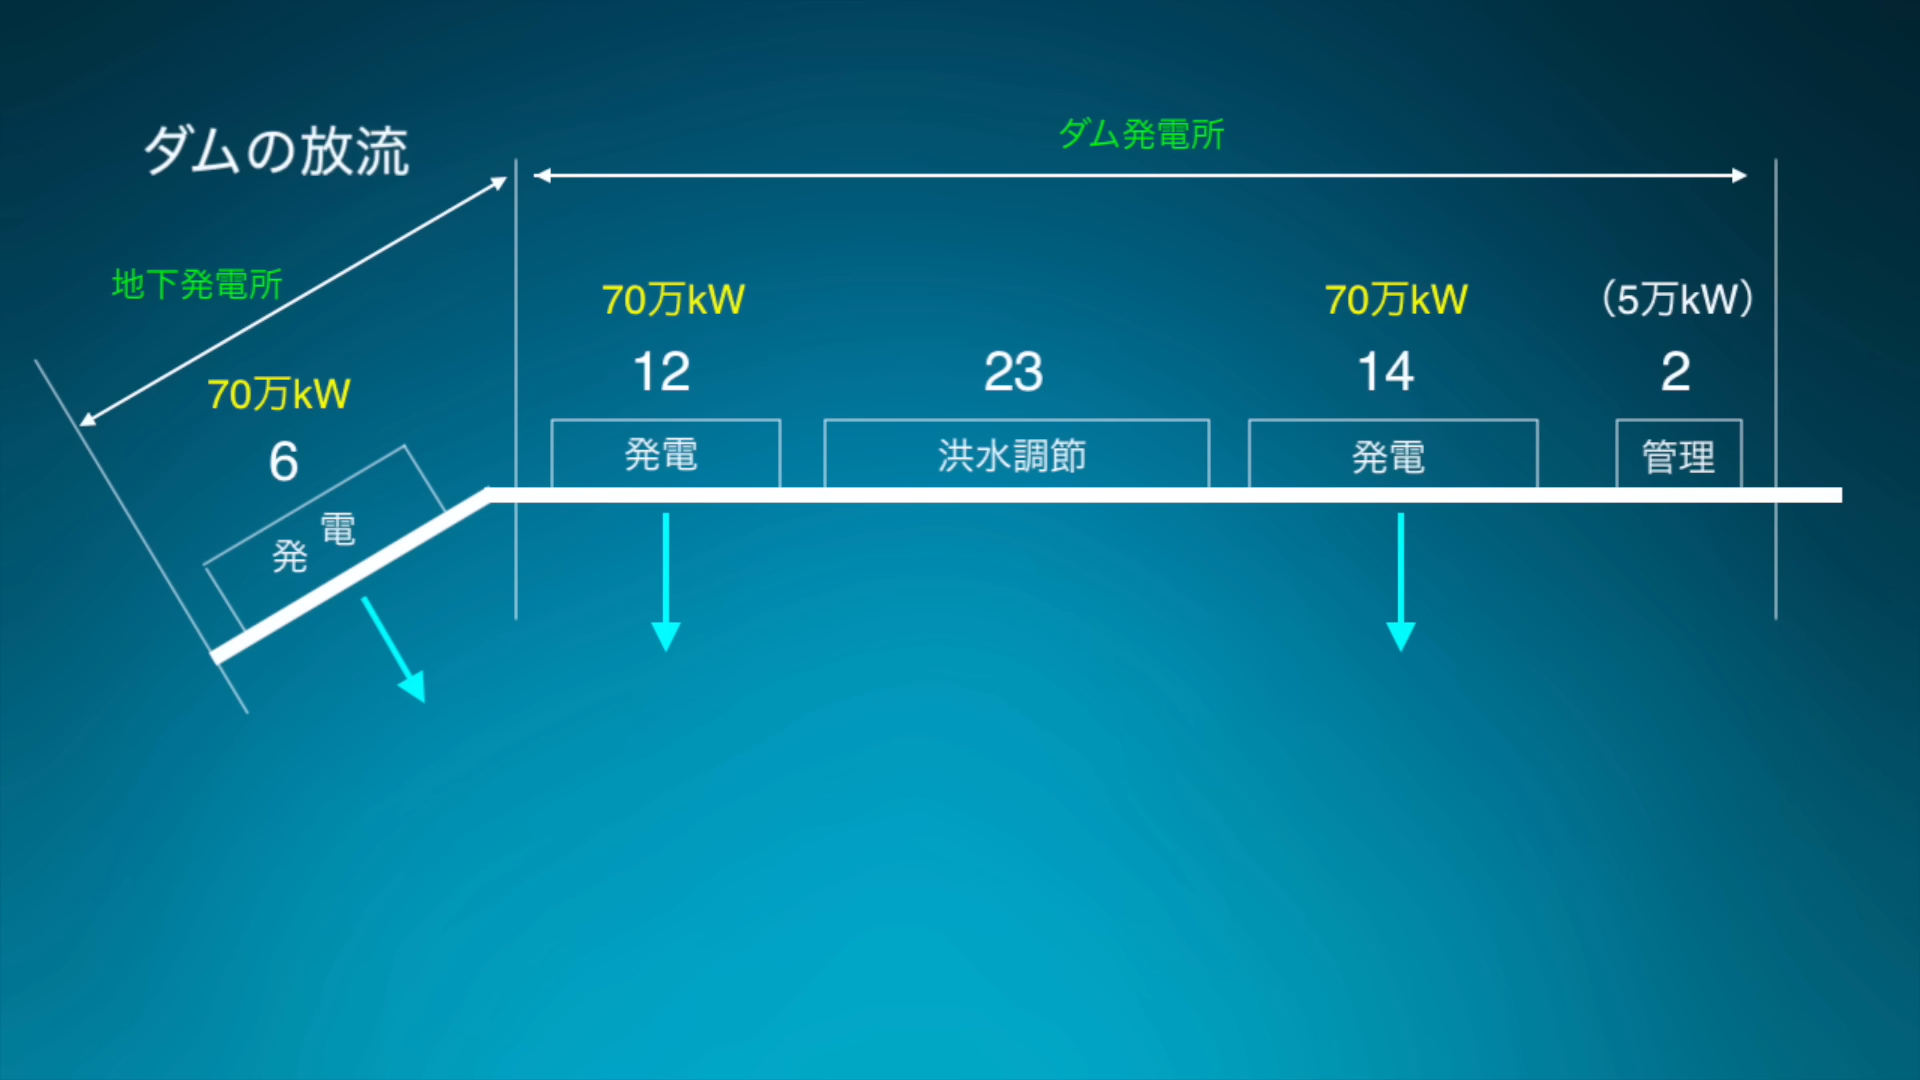 ダムの放流
ダム発電所
地下発電所
70万kW
6
発電
70万kW
12
発電
23
洪水調節
70万kW
14
発電
（5万kW）
2
管理